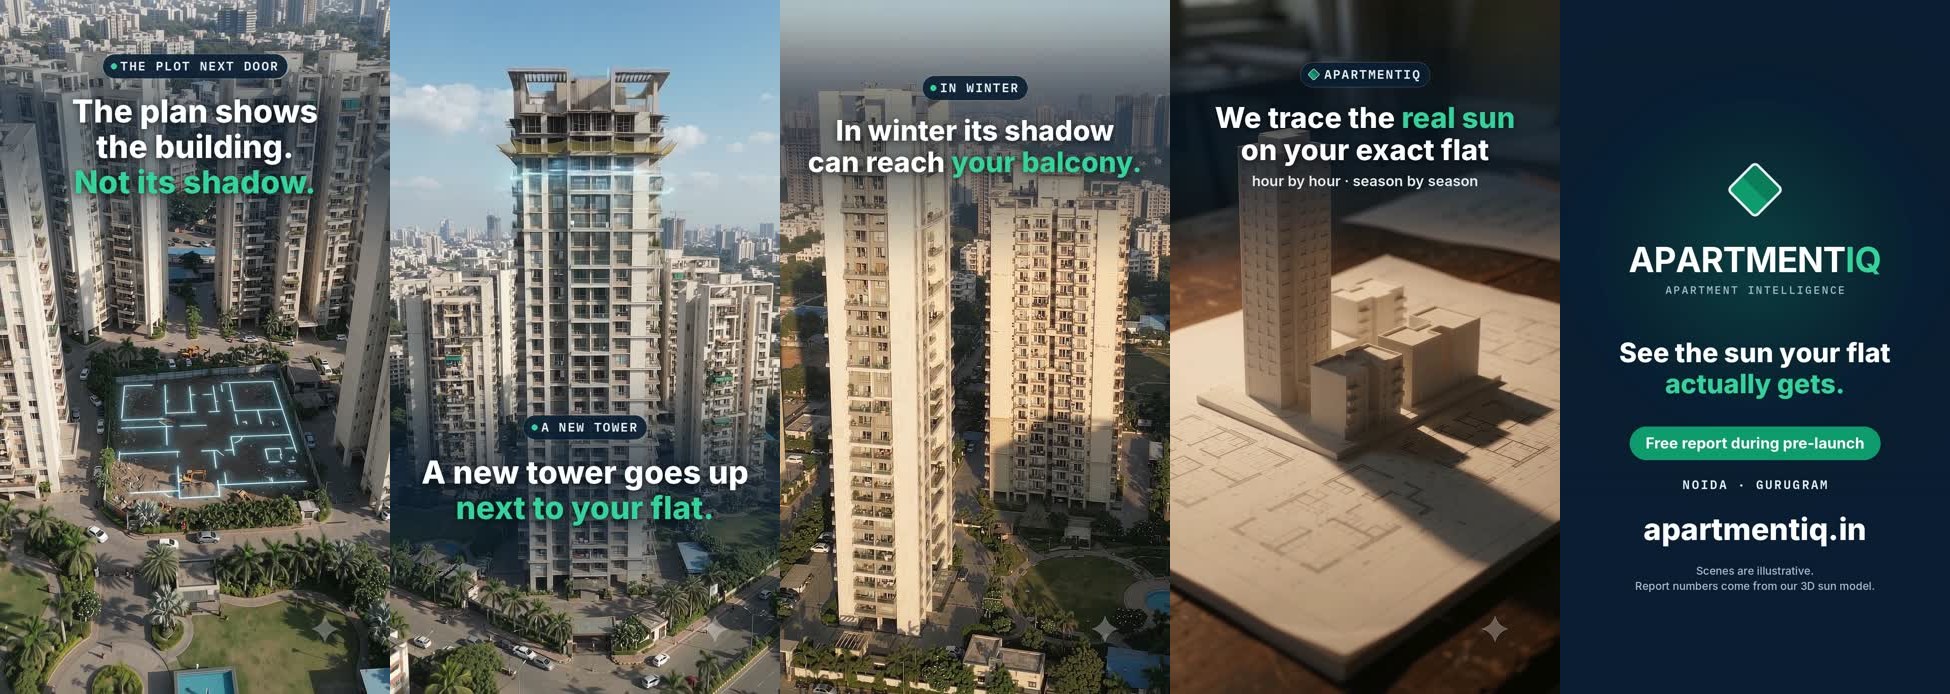 THE PLOT NEXT DOOR
The plan shows
the building.
Not its shadow.
A NEW TOWER
A new tower goes up
next to your flat.
IN WINTER
In winter its shadow
can reach your balcony.
APARTMENTIQ
We trace the real sun
on your exact flat
hour by hour · season by season
APARTMENTIQ
APARTMENT INTELLIGENCE
See the sun your flat
actually gets.
Free report during pre-launch
NOIDA · GURUGRAM
apartmentiq.in
Scenes are illustrative.
Report numbers come from our 3D sun model.